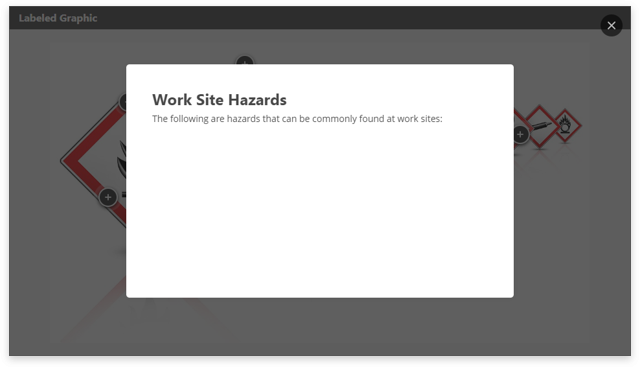 Labeled Graphic
Work Site Hazards
The following are hazards that can be commonly found at work sites: